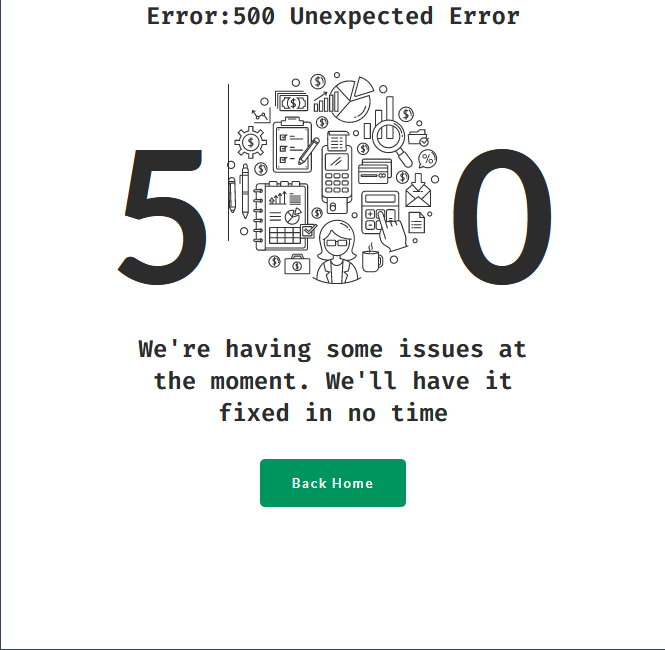 Error:500 Unexpected Error
5 0
We're having some issues at
the moment. We'll have it
fixed in no time
Back Home